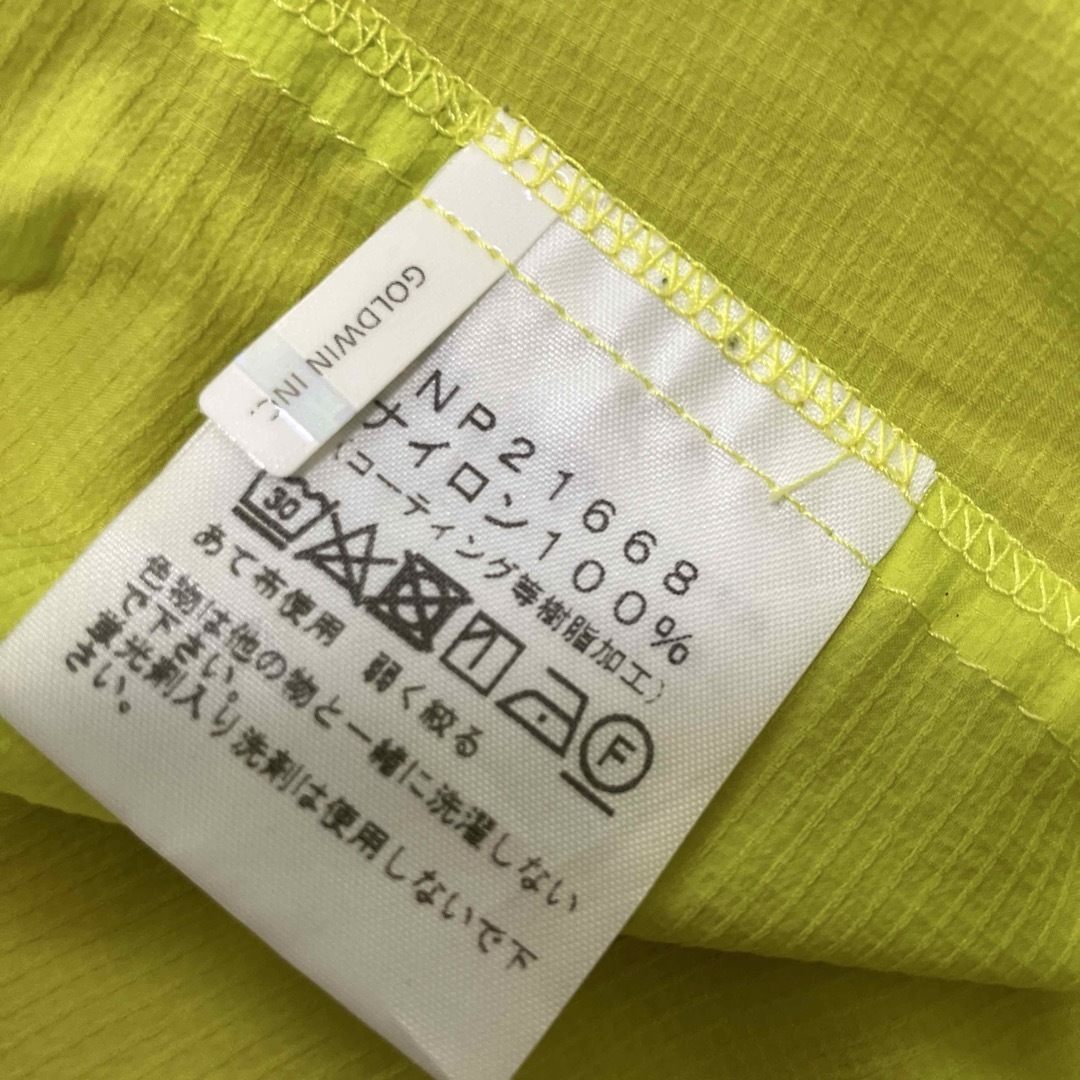 GOLDWIN INC.
NP21668
ナイロン100%
(コーティング等樹脂加工)
30
F
あて布使用 弱く絞る
色物は他の物と一緒に洗濯しない
で下さい。
蛍光剤入り洗剤は使用しないで下
さい。